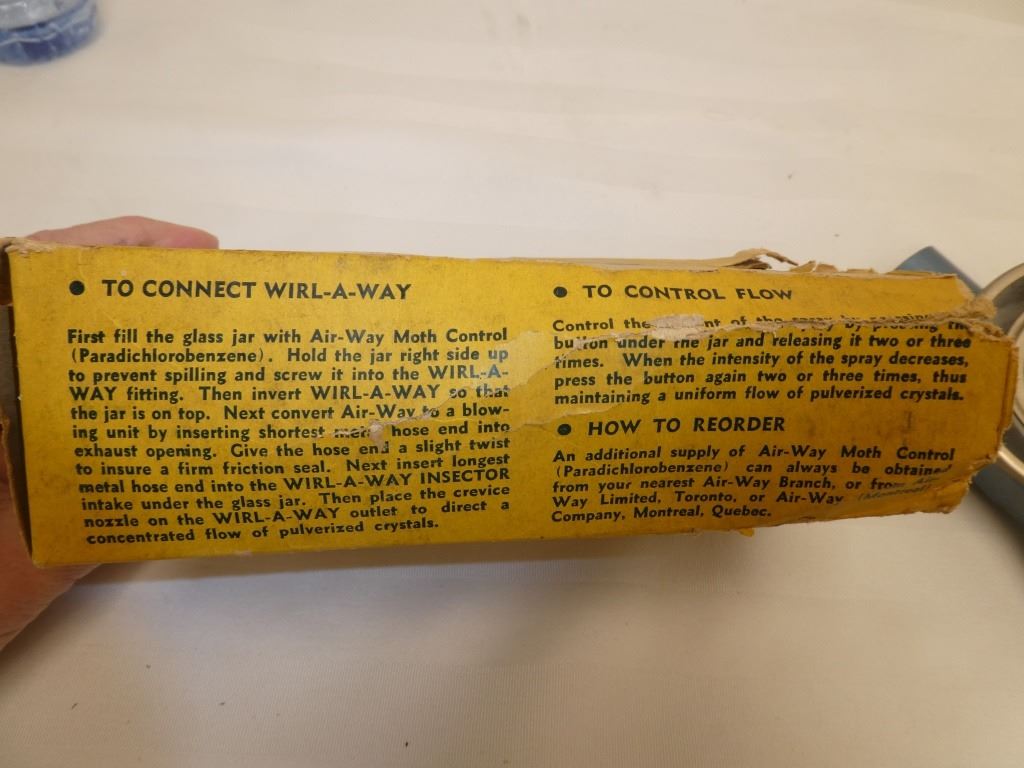 ● TO CONNECT WIRL-A-WAY
First fill the glass jar with Air-Way Moth Control
(Paradichlorobenzene). Hold the jar right side up
to prevent spilling and screw it into the WIRL-A-
WAY fitting. Then invert WIRL-A-WAY so that
the jar is on top. Next convert Air-Way to a blow-
ing unit by inserting shortest metal hose end into
exhaust opening. Give the hose end a slight twist
to insure a firm friction seal. Next insert longest
metal hose end into the WIRL-A-WAY INSECTOR
intake under the glass jar. Then place the crevice
nozzle on the WIRL-A-WAY outlet to direct a
concentrated flow of pulverized crystals.
● TO CONTROL FLOW
Control the of the spray by pressing the
button under the jar and releasing it two or three
times. When the intensity of the spray decreases,
press the button again two or three times, thus
maintaining a uniform flow of pulverized crystals.
● HOW TO REORDER
An additional supply of Air-Way Moth Control
(Paradichlorobenzene) can always be obtained
from your nearest Air-Way Branch, or from Air-
Way Limited, Toronto, or Air-Way (Montreal)
Company, Montreal, Quebec.